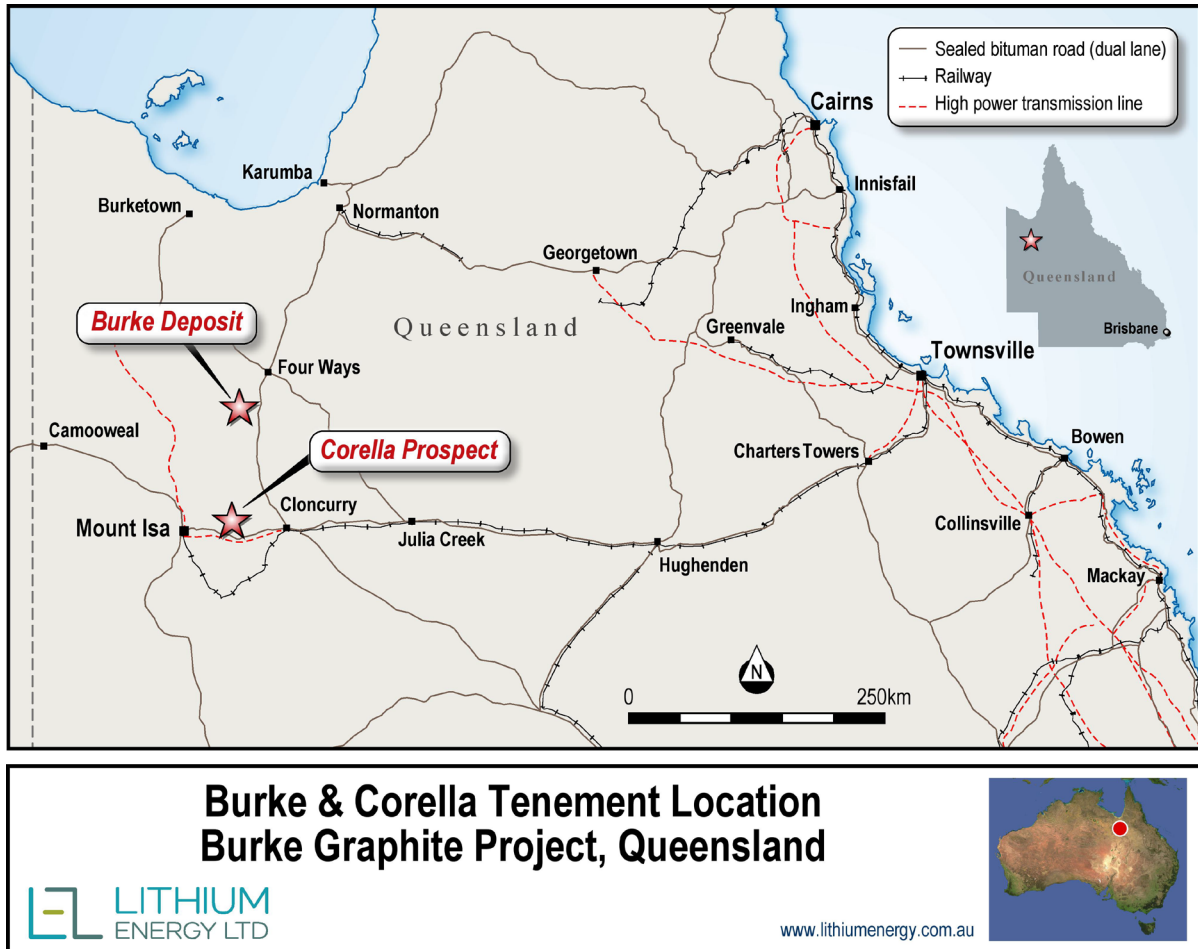 Sealed bituman road (dual lane)
Railway
High power transmission line
Cairns
Karumba
Innisfail
Burketown
Normanton
Georgetown
Queensland
Burke Deposit
Ingham
Queensland
Greenvale
Brisbane
Townsville
Four Ways
Camooweal
Corella Prospect
Bowen
Charters Towers
Cloncurry
Mount Isa
Collinsville
Julia Creek
Hughenden
Mackay
N
0 250km
Burke & Corella Tenement Location
Burke Graphite Project, Queensland
LITHIUM
ENERGY LTD
www.lithiumenergy.com.au